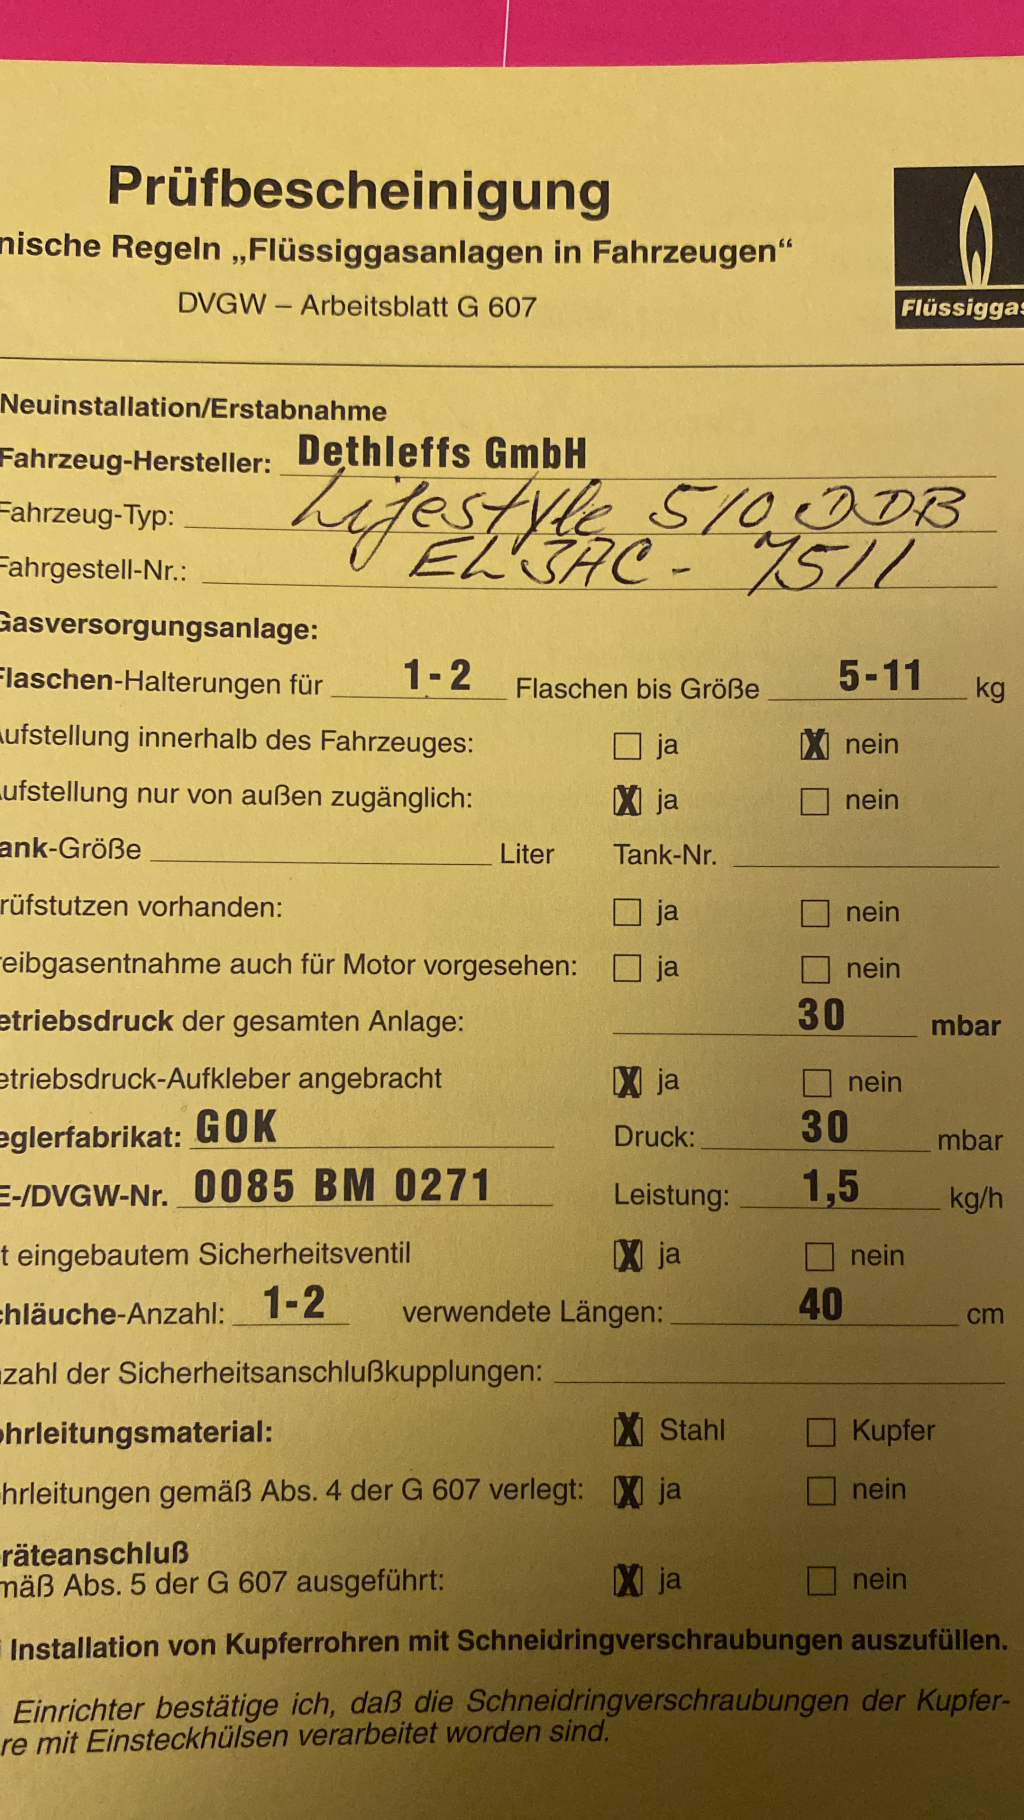 Prüfbescheinigung
nische Regeln „Flüssiggasanlagen in Fahrzeugen“
DVGW – Arbeitsblatt G 607
Flüssiggas
Neuinstallation/Erstabnahme
Fahrzeug-Hersteller: Dethleffs GmbH
Fahrzeug-Typ: Lifestyle 510 DDB
Fahrgestell-Nr.: EL3AC - 7511
Gasversorgungsanlage:
Flaschen-Halterungen für 1-2 Flaschen bis Größe 5-11 kg
Aufstellung innerhalb des Fahrzeuges: ja X nein
Aufstellung nur von außen zugänglich: X ja nein
ank-Größe Liter Tank-Nr.
rüfstutzen vorhanden: ja nein
eibgasentnahme auch für Motor vorgesehen: ja nein
etriebsdruck der gesamten Anlage: 30 mbar
etriebsdruck-Aufkleber angebracht X ja nein
eglerfabrikat: GOK Druck: 30 mbar
E-/DVGW-Nr. 0085 BM 0271 Leistung: 1,5 kg/h
t eingebautem Sicherheitsventil X ja nein
chläuche-Anzahl: 1-2 verwendete Längen: 40 cm
zahl der Sicherheitsanschlußkupplungen:
ohrleitungsmaterial: X Stahl Kupfer
hrleitungen gemäß Abs. 4 der G 607 verlegt: X ja nein
räteanschluß
mäß Abs. 5 der G 607 ausgeführt: X ja nein
Installation von Kupferrohren mit Schneidringverschraubungen auszufüllen.
Einrichter bestätige ich, daß die Schneidringverschraubungen der Kupfer-
re mit Einsteckhülsen verarbeitet worden sind.